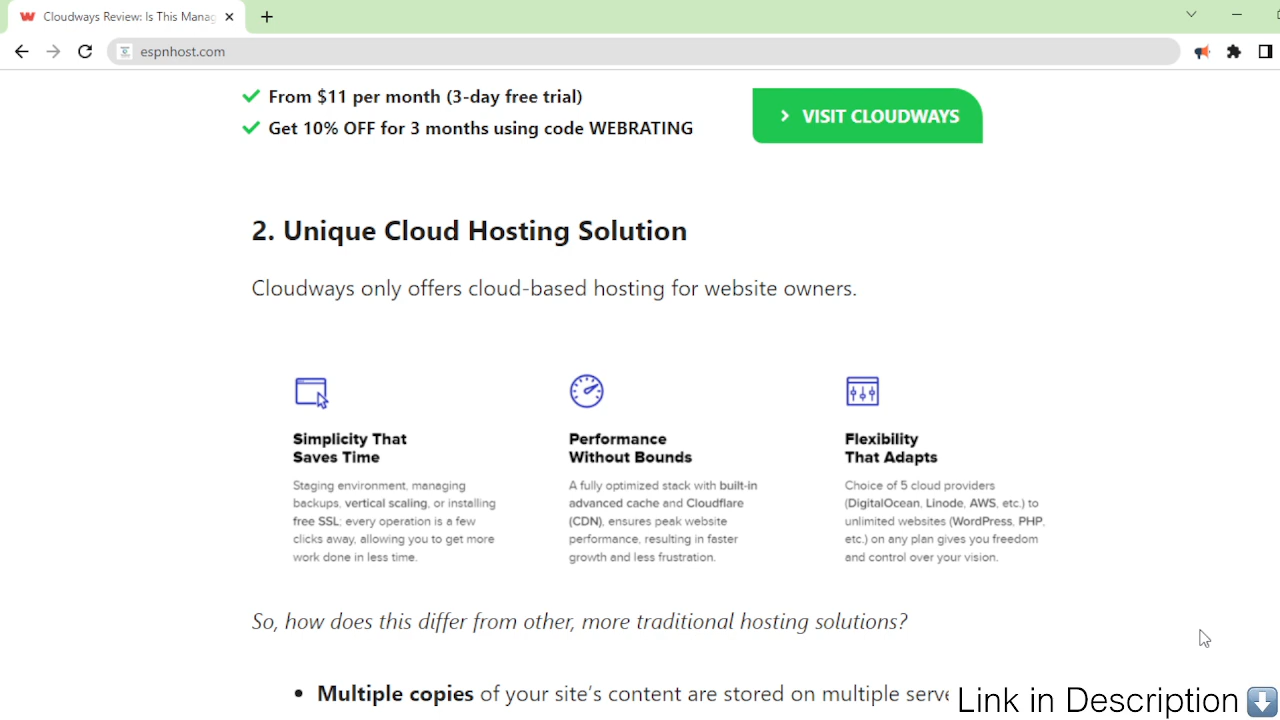 Cloudways Review: Is This Manag
espnhost.com
From $11 per month (3-day free trial)
Get 10% OFF for 3 months using code WEBRATING
VISIT CLOUDWAYS
2. Unique Cloud Hosting Solution
Cloudways only offers cloud-based hosting for website owners.
Simplicity That
Saves Time
Staging environment, managing
backups, vertical scaling, or installing
free SSL; every operation is a few
clicks away, allowing you to get more
work done in less time.
Performance
Without Bounds
A fully optimized stack with built-in
advanced cache and Cloudflare
(CDN), ensures peak website
performance, resulting in faster
growth and less frustration.
Flexibility
That Adapts
Choice of 5 cloud providers
(DigitalOcean, Linode, AWS, etc.) to
unlimited websites (WordPress, PHP,
etc.) on any plan gives you freedom
and control over your vision.
So, how does this differ from other, more traditional hosting solutions?
• Multiple copies of your site's content are stored on multiple serve
Link in Description